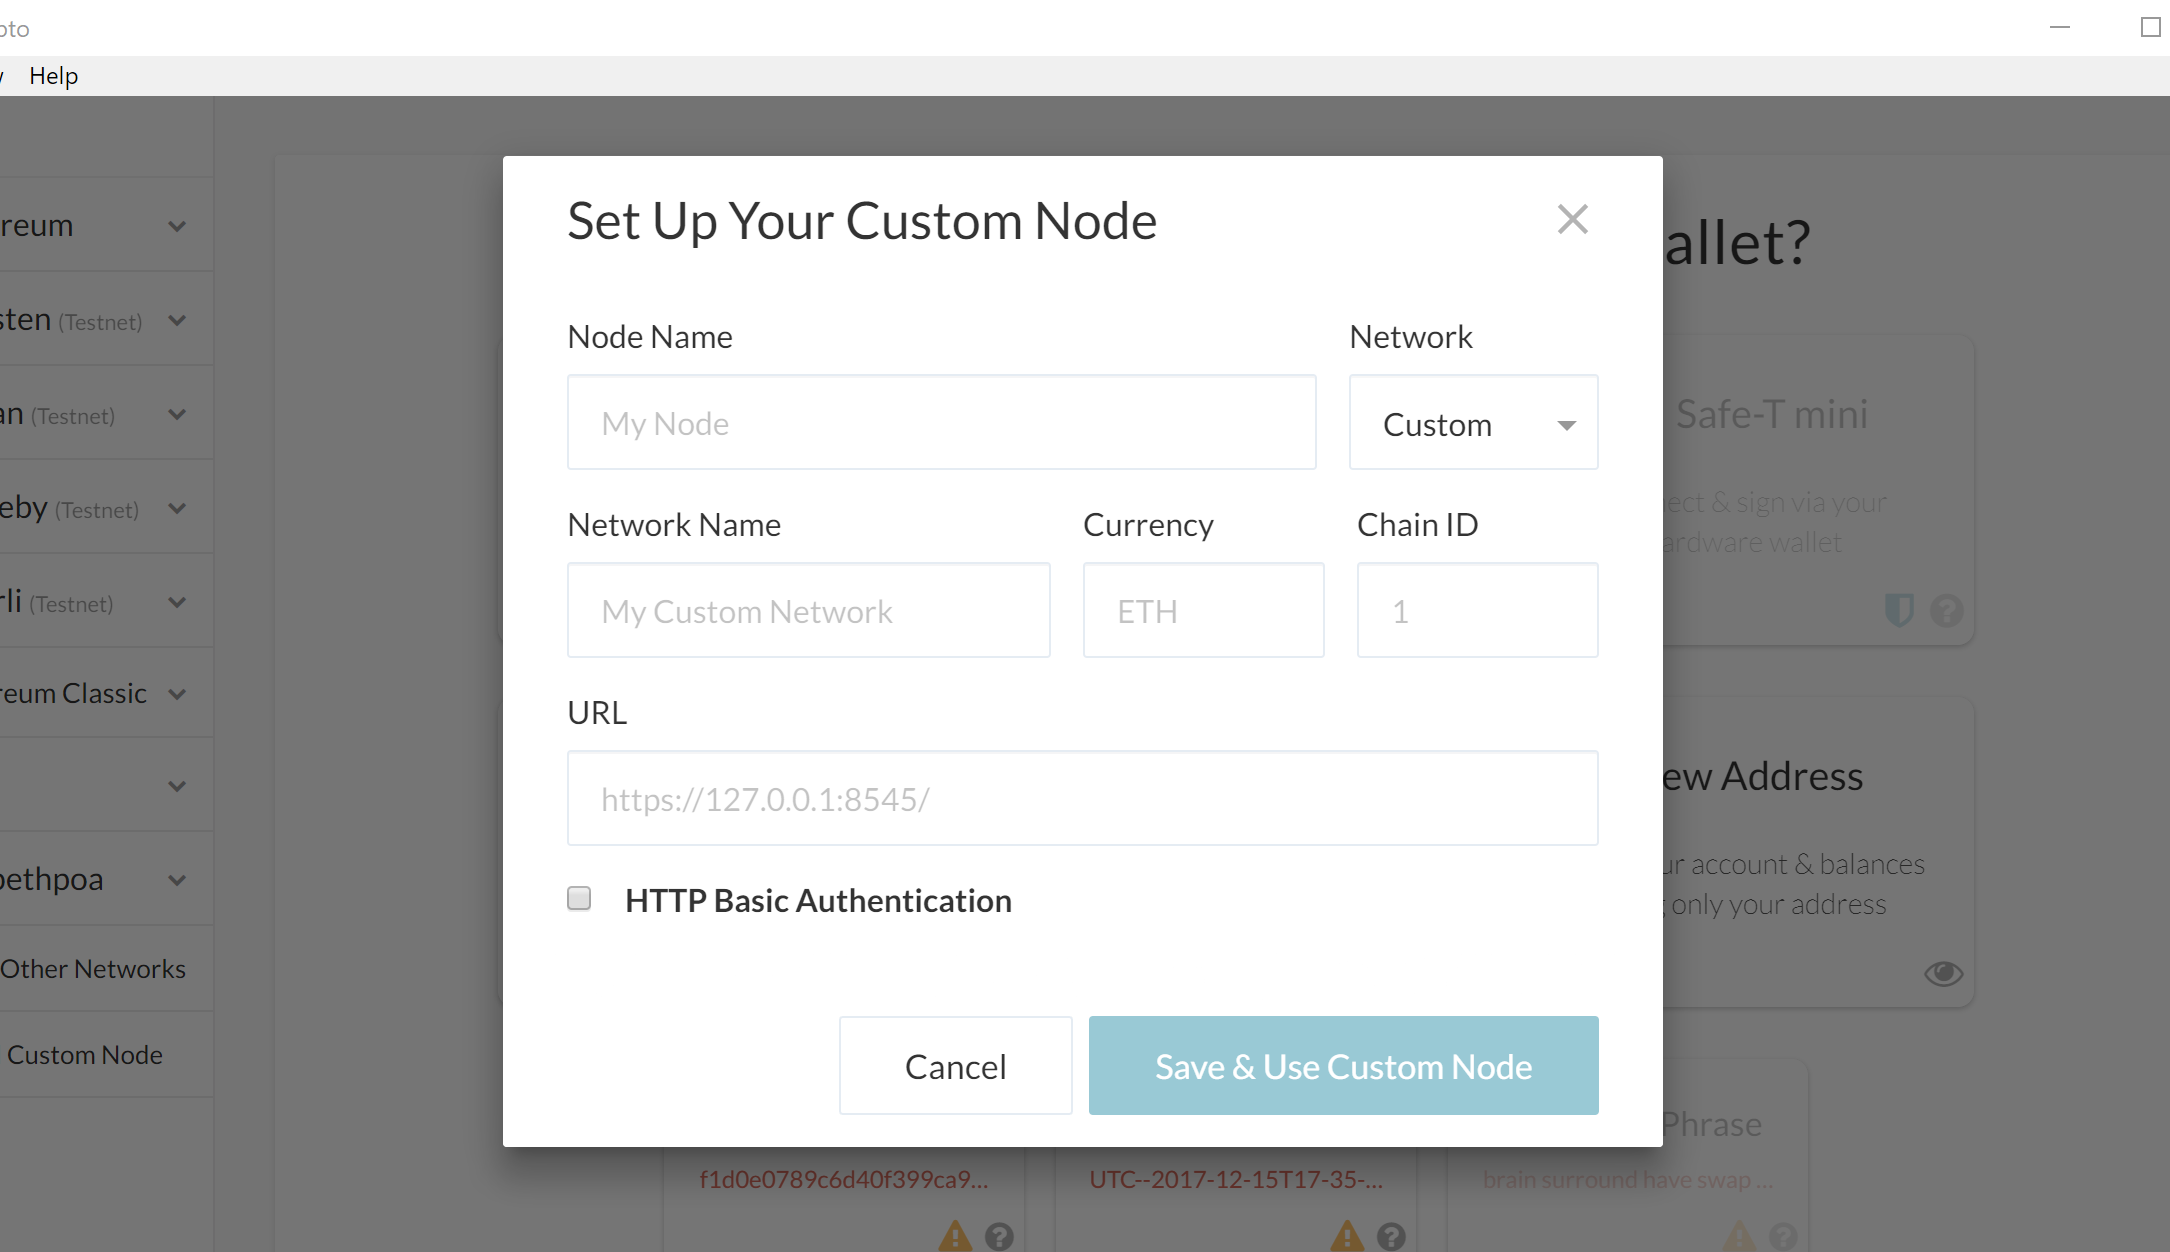 pto
Help
reum
sten (Testnet)
an (Testnet)
eby (Testnet)
rli (Testnet)
reum Classic
bethpoa
Other Networks
Custom Node
allet?
Set Up Your Custom Node
Node Name
Network
My Node
Custom
Network Name
Currency
Chain ID
My Custom Network
ETH
1
URL
https://127.0.0.1:8545/
HTTP Basic Authentication
Cancel
Save & Use Custom Node
Safe-T mini
ect & sign via your
ardware wallet
ew Address
ur account & balances
only your address
Phrase
f1d0e0789c6d40f399ca9...
UTC--2017-12-15T17-35-...
brain surround have swap ...